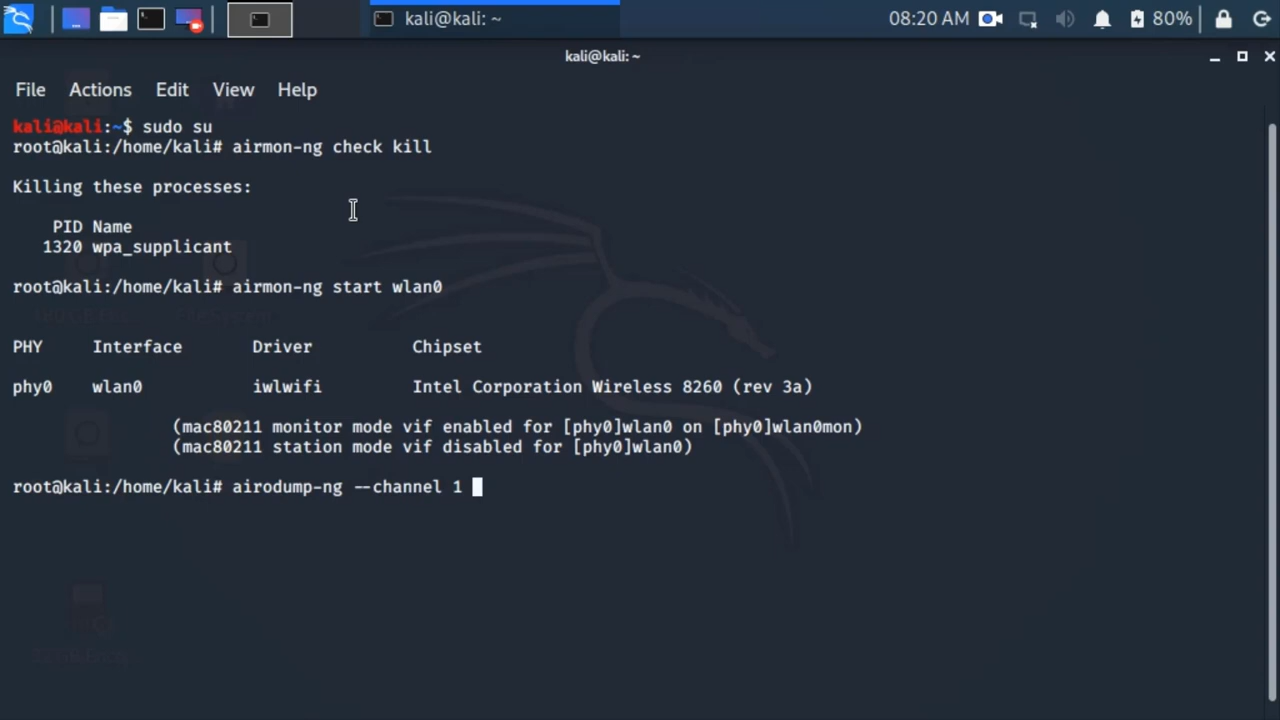 kali@kali: ~
08:20 AM
80%
kali@kali: ~
File Actions Edit View Help
kali@kali:~$ sudo su
root@kali:/home/kali# airmon-ng check kill
Killing these processes:
PID Name
1320 wpa_supplicant
root@kali:/home/kali# airmon-ng start wlan0
PHY Interface Driver Chipset
phy0 wlan0 iwlwifi Intel Corporation Wireless 8260 (rev 3a)
(mac80211 monitor mode vif enabled for [phy0]wlan0 on [phy0]wlan0mon)
(mac80211 station mode vif disabled for [phy0]wlan0)
root@kali:/home/kali# airodump-ng --channel 1